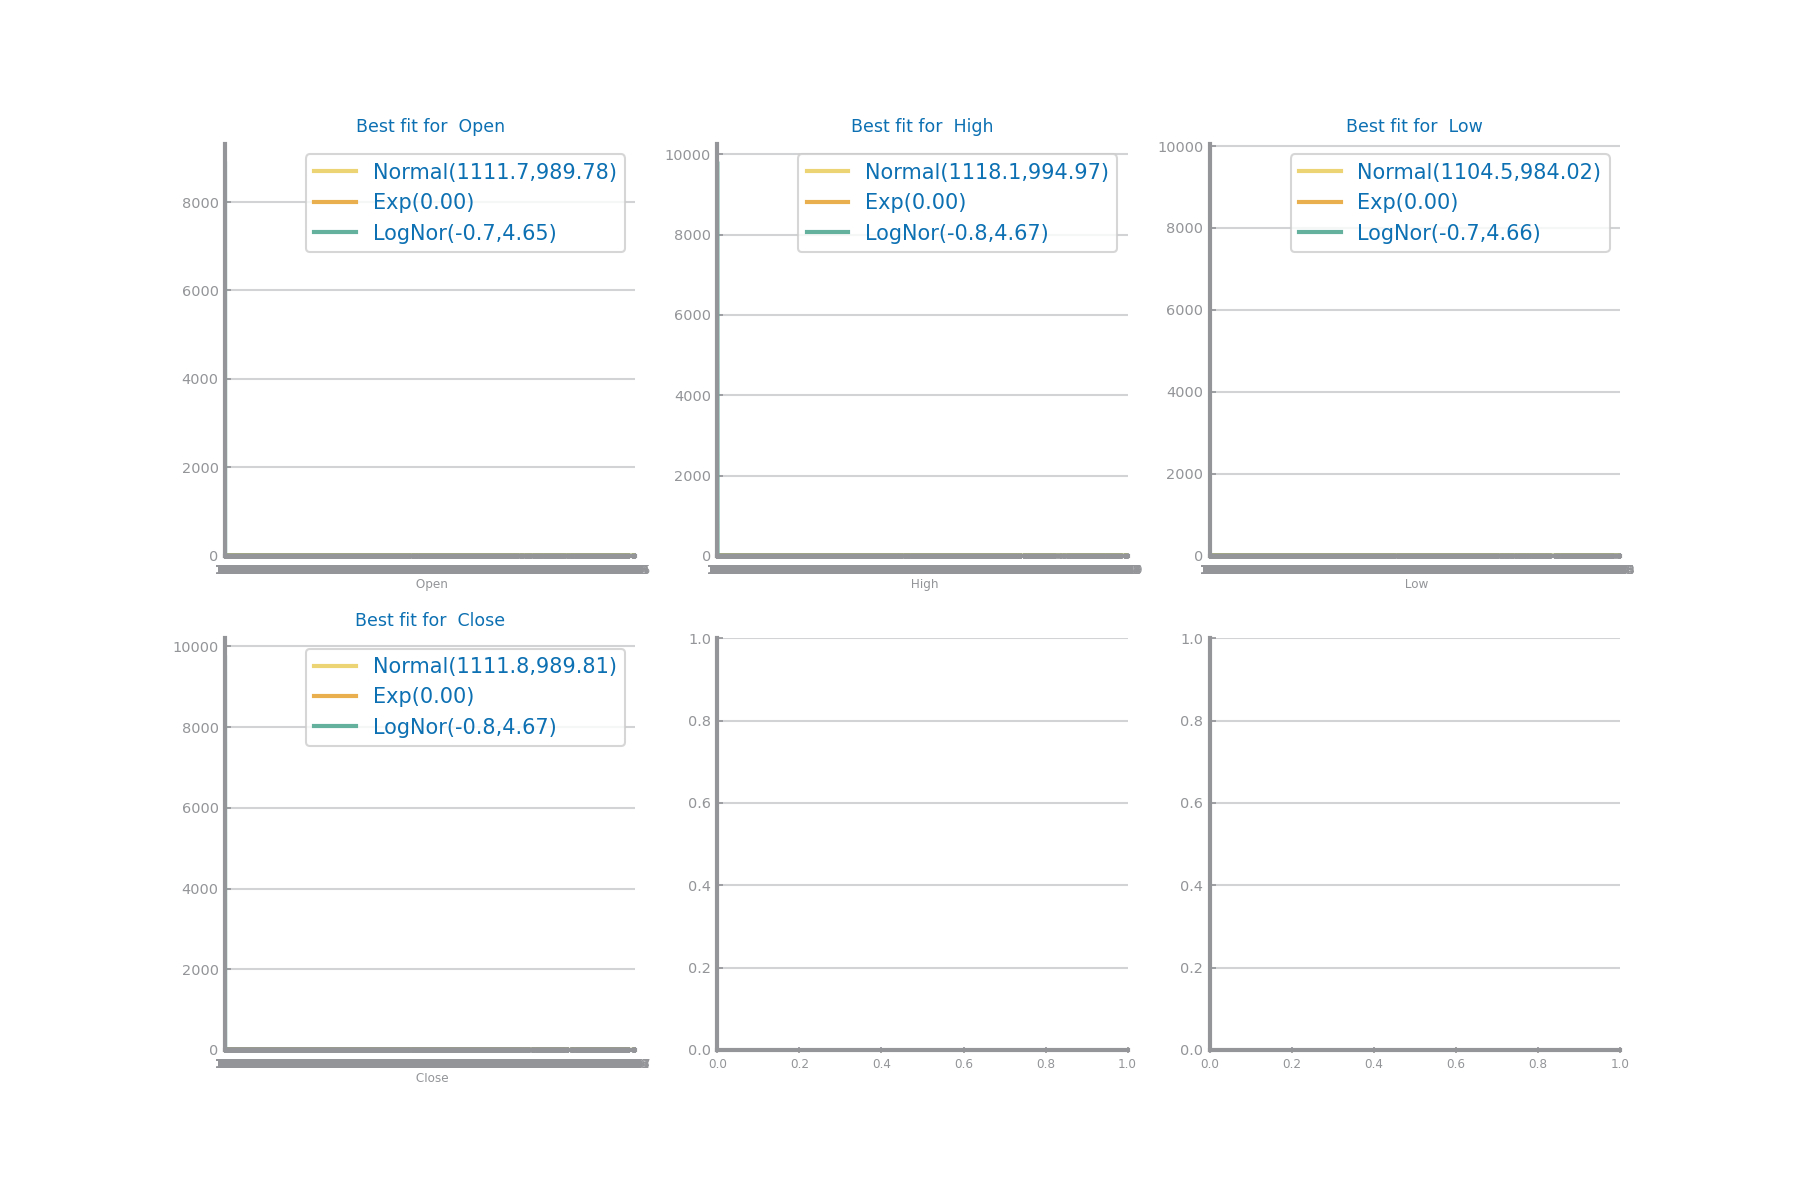 Best fit for  Open
8000
6000
4000
2000
0
Normal(1111.7,989.78)
Exp(0.00)
LogNor(-0.7,4.65)
Open
Best fit for  High
10000
8000
6000
4000
2000
0
Normal(1118.1,994.97)
Exp(0.00)
LogNor(-0.8,4.67)
High
Best fit for  Low
10000
8000
6000
4000
2000
0
Normal(1104.5,984.02)
Exp(0.00)
LogNor(-0.7,4.66)
Low
Best fit for  Close
10000
8000
6000
4000
2000
0
Normal(1111.8,989.81)
Exp(0.00)
LogNor(-0.8,4.67)
Close
1.0
0.8
0.6
0.4
0.2
0.0
0.0 0.2 0.4 0.6 0.8 1.0
1.0
0.8
0.6
0.4
0.2
0.0
0.0 0.2 0.4 0.6 0.8 1.0